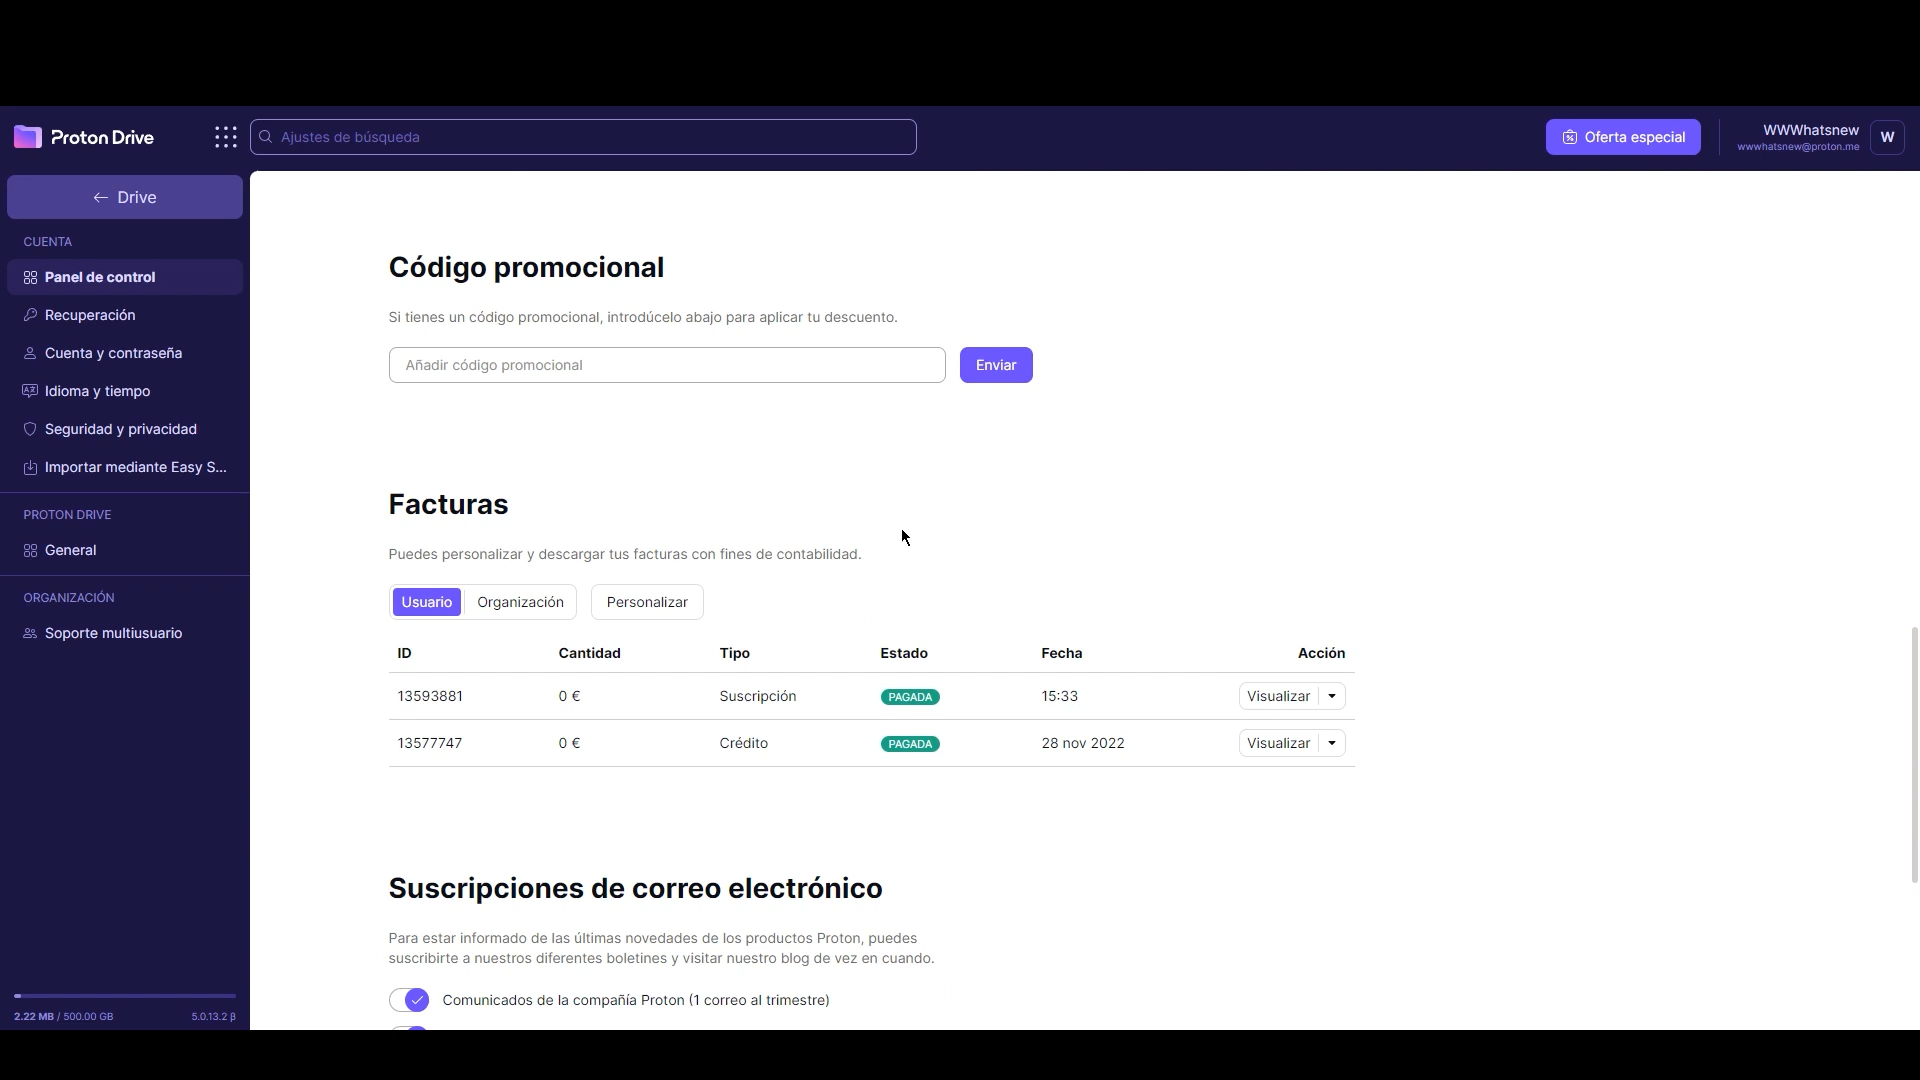 Proton Drive
Ajustes de búsqueda
Oferta especial
WWWhatsnew
wwwhatsnew@proton.me
W
← Drive
CUENTA
Panel de control
Recuperación
Cuenta y contraseña
Idioma y tiempo
Seguridad y privacidad
Importar mediante Easy S...
PROTON DRIVE
General
ORGANIZACIÓN
Soporte multiusuario
2.22 MB / 500.00 GB
5.0.13.2 β
Código promocional
Si tienes un código promocional, introdúcelo abajo para aplicar tu descuento.
Añadir código promocional
Enviar
Facturas
Puedes personalizar y descargar tus facturas con fines de contabilidad.
Usuario Organización Personalizar
ID Cantidad Tipo Estado Fecha Acción
13593881 0 € Suscripción PAGADA 15:33 Visualizar
13577747 0 € Crédito PAGADA 28 nov 2022 Visualizar
Suscripciones de correo electrónico
Para estar informado de las últimas novedades de los productos Proton, puedes
suscribirte a nuestros diferentes boletines y visitar nuestro blog de vez en cuando.
Comunicados de la compañía Proton (1 correo al trimestre)